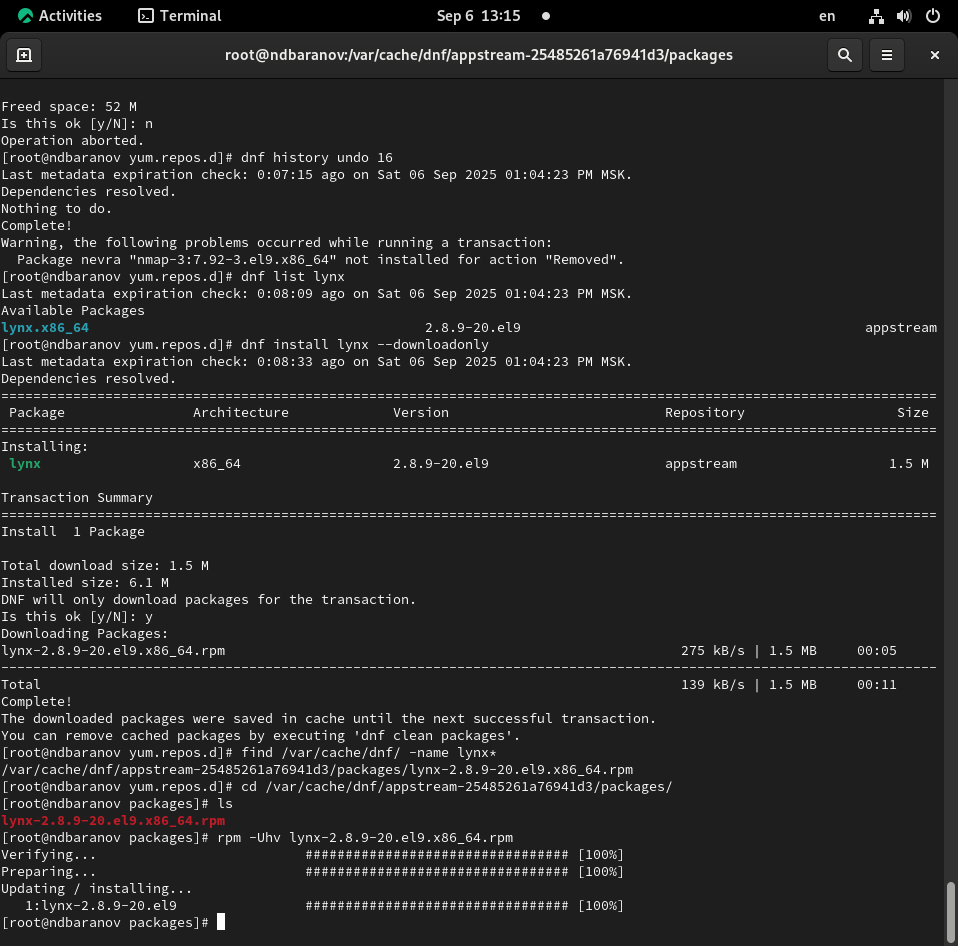 Activities Terminal Sep 6 13:15 en
root@ndbaranov:/var/cache/dnf/appstream-25485261a76941d3/packages
Freed space: 52 M
Is this ok [y/N]: n
Operation aborted.
[root@ndbaranov yum.repos.d]# dnf history undo 16
Last metadata expiration check: 0:07:15 ago on Sat 06 Sep 2025 01:04:23 PM MSK.
Dependencies resolved.
Nothing to do.
Complete!
Warning, the following problems occurred while running a transaction:
  Package nevra "nmap-3:7.92-3.el9.x86_64" not installed for action "Removed".
[root@ndbaranov yum.repos.d]# dnf list lynx
Last metadata expiration check: 0:08:09 ago on Sat 06 Sep 2025 01:04:23 PM MSK.
Available Packages
lynx.x86_64 2.8.9-20.el9 appstream
[root@ndbaranov yum.repos.d]# dnf install lynx --downloadonly
Last metadata expiration check: 0:08:33 ago on Sat 06 Sep 2025 01:04:23 PM MSK.
Dependencies resolved.
=====================================================================================================================
 Package Architecture Version Repository Size
=====================================================================================================================
Installing:
 lynx x86_64 2.8.9-20.el9 appstream 1.5 M
Transaction Summary
=====================================================================================================================
Install  1 Package
Total download size: 1.5 M
Installed size: 6.1 M
DNF will only download packages for the transaction.
Is this ok [y/N]: y
Downloading Packages:
lynx-2.8.9-20.el9.x86_64.rpm 275 kB/s | 1.5 MB 00:05
---------------------------------------------------------------------------------------------------------------------
Total 139 kB/s | 1.5 MB 00:11
Complete!
The downloaded packages were saved in cache until the next successful transaction.
You can remove cached packages by executing 'dnf clean packages'.
[root@ndbaranov yum.repos.d]# find /var/cache/dnf/ -name lynx*
/var/cache/dnf/appstream-25485261a76941d3/packages/lynx-2.8.9-20.el9.x86_64.rpm
[root@ndbaranov yum.repos.d]# cd /var/cache/dnf/appstream-25485261a76941d3/packages/
[root@ndbaranov packages]# ls
lynx-2.8.9-20.el9.x86_64.rpm
[root@ndbaranov packages]# rpm -Uhv lynx-2.8.9-20.el9.x86_64.rpm
Verifying... ################################# [100%]
Preparing... ################################# [100%]
Updating / installing...
   1:lynx-2.8.9-20.el9 ################################# [100%]
[root@ndbaranov packages]#